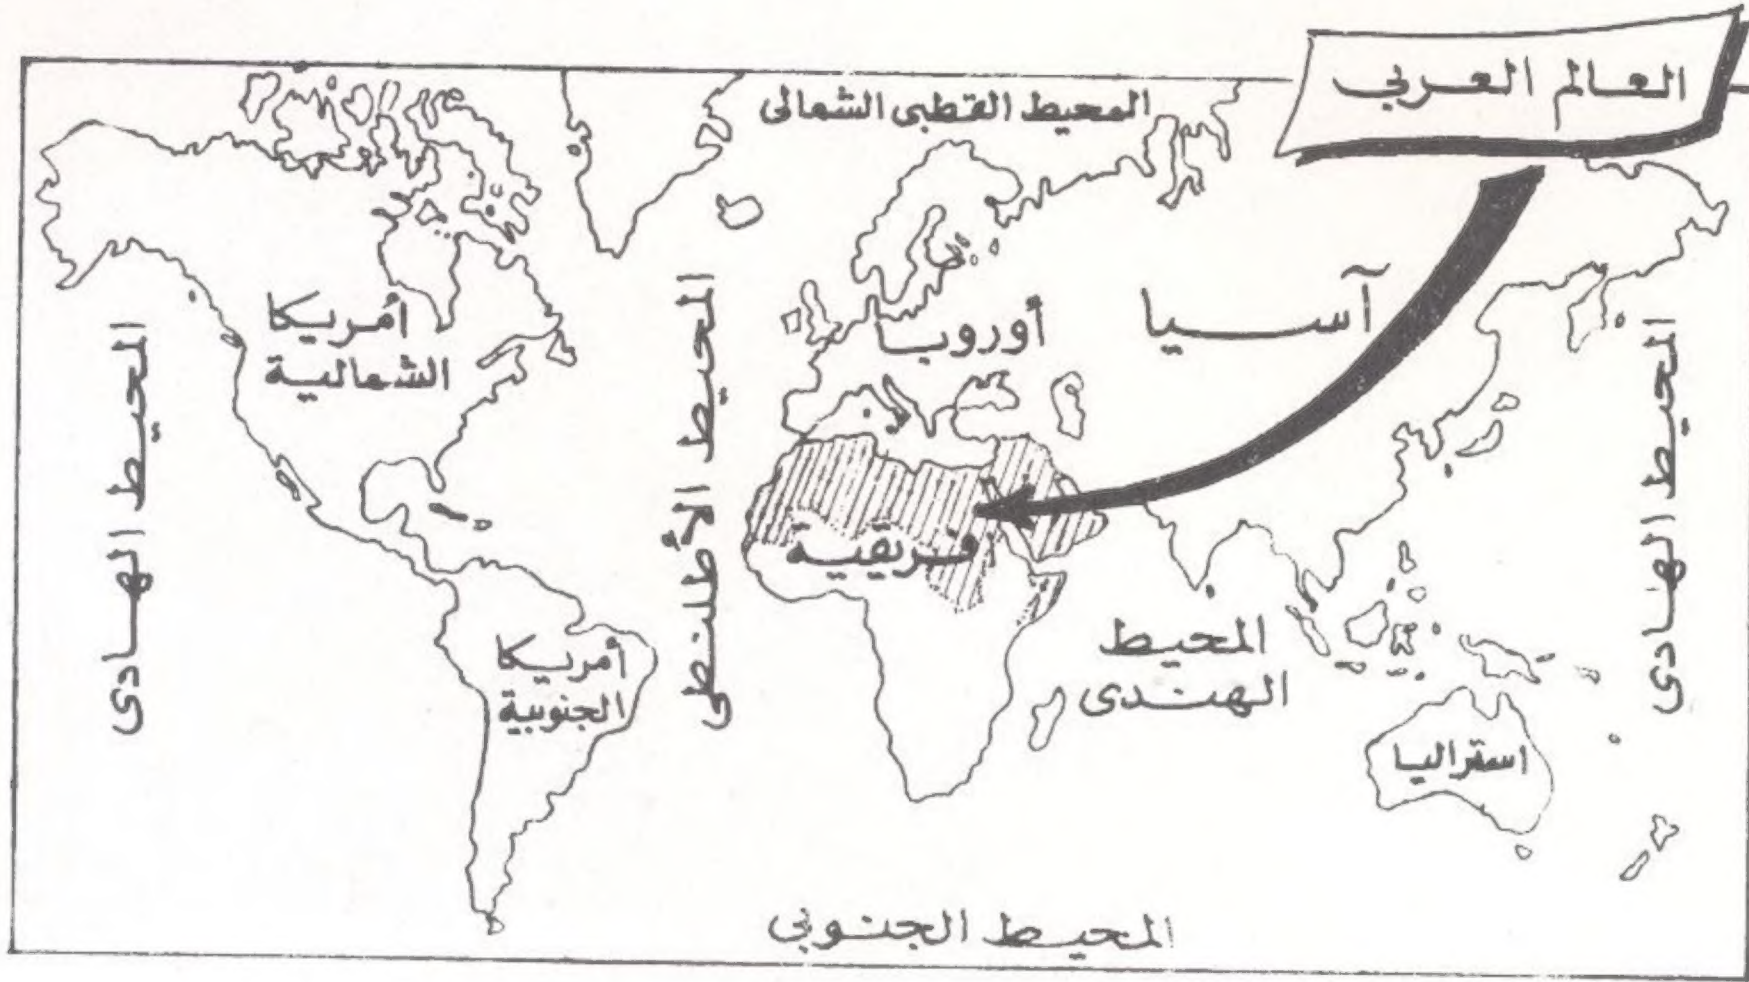 العالم العربي
المحيط القطبى الشمالى
آسيا
أوروبا
أمريكا
الشمالية
المحيط الهادى
المحيط الأطلنطى
المحيط الهادى
افريقية
المحيط
الهندى
أمريكا
الجنوبية
استراليا
المحيط الجنوبى